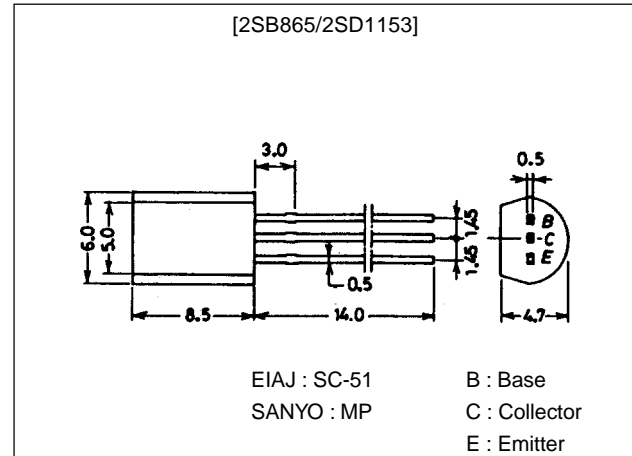 [2SB865/2SD1153]
3.0
0.5
6.0
5.0
1.45
1.45
B
C
E
0.5
8.5
14.0
4.7
EIAJ : SC-51
SANYO : MP
B : Base
C : Collector
E : Emitter